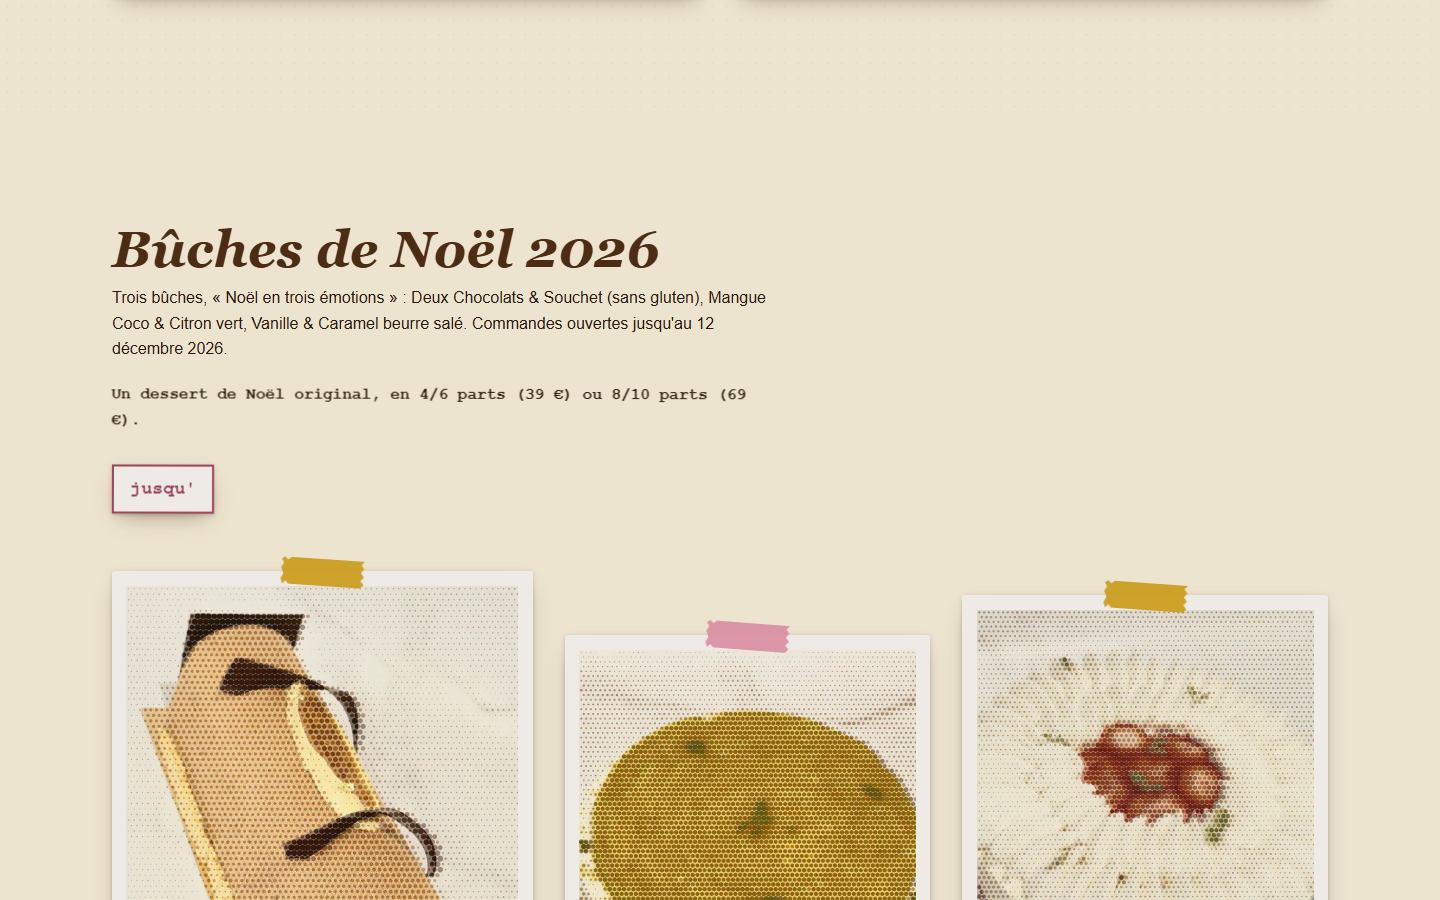 Bûches de Noël 2026
Trois bûches, « Noël en trois émotions » : Deux Chocolats & Souchet (sans gluten), Mangue
Coco & Citron vert, Vanille & Caramel beurre salé. Commandes ouvertes jusqu'au 12
décembre 2026.
Un dessert de Noël original, en 4/6 parts (39 €) ou 8/10 parts (69
€).
jusqu'